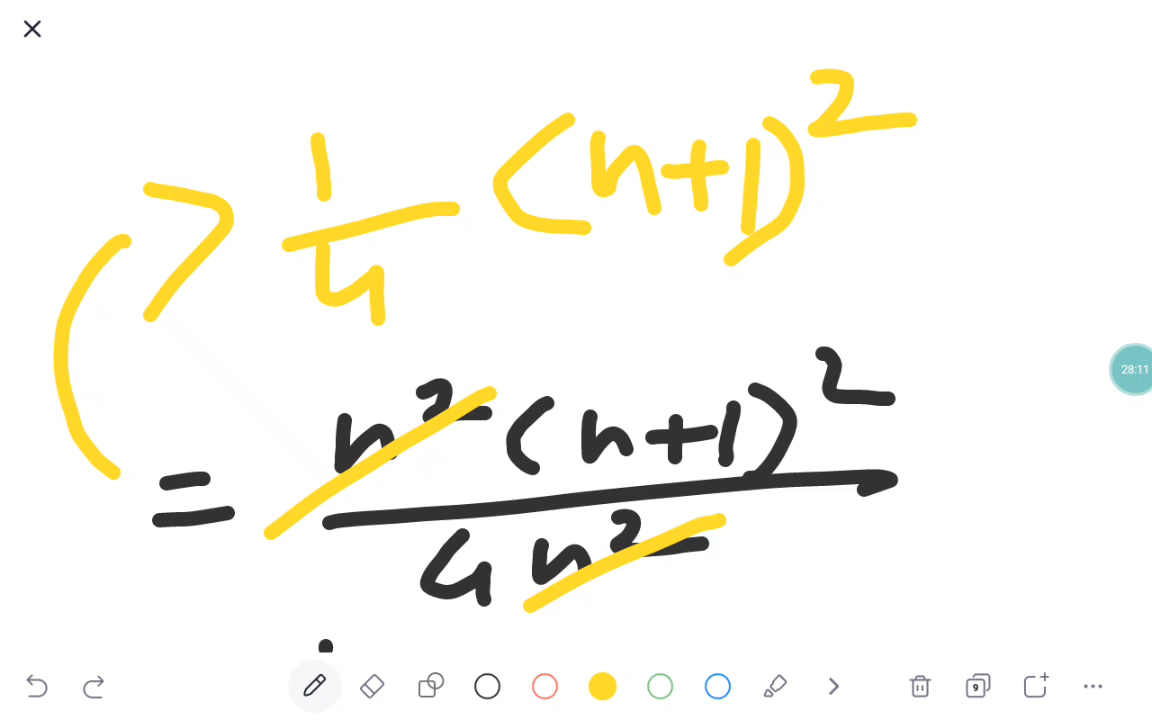 > 1/4 (n+1)²
= n²(n+1)² / 4n²
28:11
9